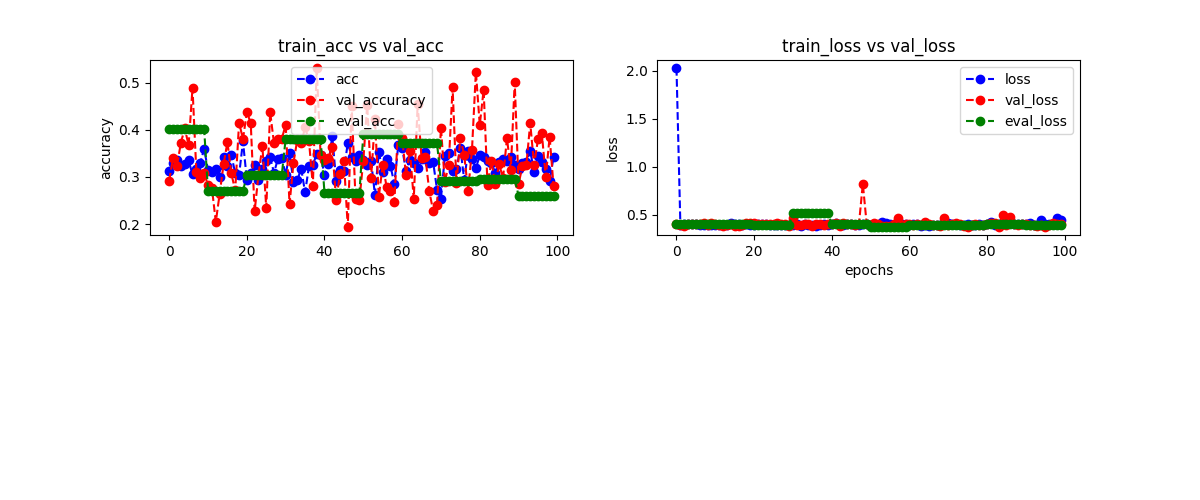 train_acc vs val_acc
accuracy
0.5
0.4
0.3
0.2
acc
val_accuracy
eval_acc
0 20 40 60 80 100
epochs
train_loss vs val_loss
loss
2.0
1.5
1.0
0.5
loss
val_loss
eval_loss
0 20 40 60 80 100
epochs